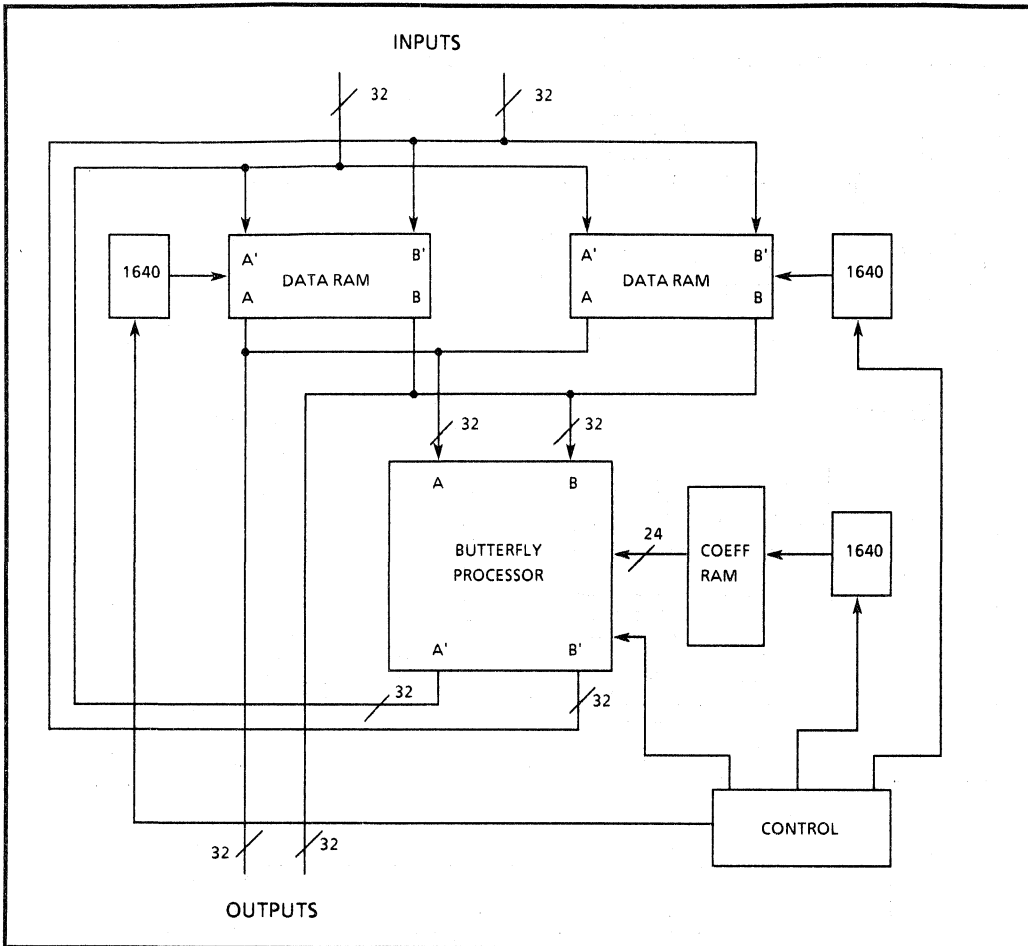 INPUTS
32
32
1640
A'
B'
DATA RAM
A
B
A'
B'
DATA RAM
A
B
1640
32
32
A
B
BUTTERFLY
PROCESSOR
A'
B'
24
COEFF
RAM
1640
32
32
CONTROL
32
32
OUTPUTS